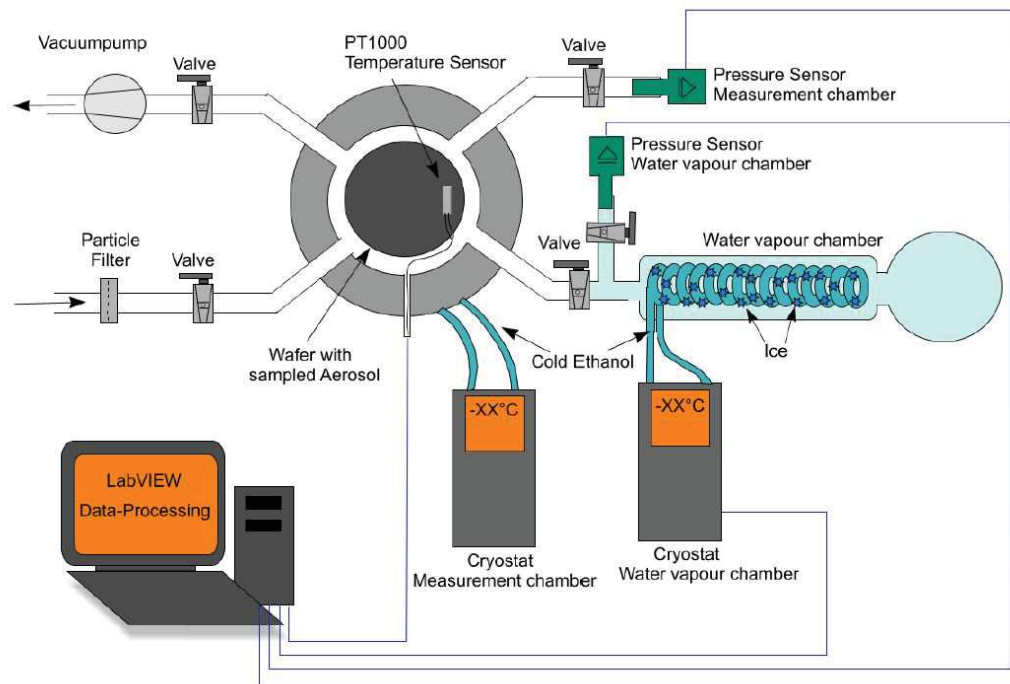 Vacuumpump
Valve
PT1000
Temperature Sensor
Valve
Pressure Sensor
Measurement chamber
Pressure Sensor
Water vapour chamber
Particle
Filter
Valve
Valve
Water vapour chamber
Wafer with
sampled Aerosol
Cold Ethanol
Ice
-XX°C
-XX°C
LabVIEW
Data-Processing
Cryostat
Measurement chamber
Cryostat
Water vapour chamber